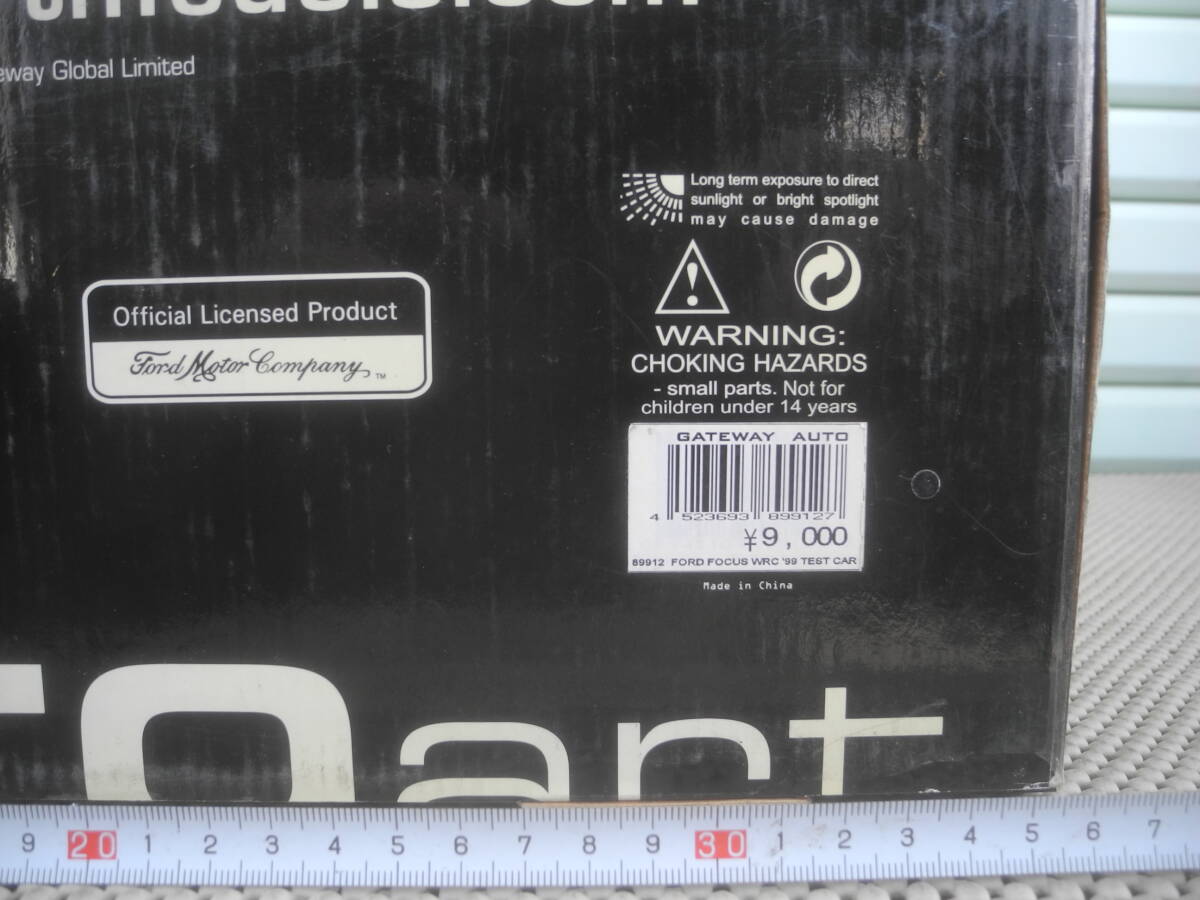 Global Limited
Long term exposure to direct
sunlight or bright spotlight
may cause damage
Official Licensed Product
Ford Motor Company TM
!
WARNING:
CHOKING HAZARDS
- small parts. Not for
children under 14 years
GATEWAY AUTO
4 523693 899127
¥9,000
89912 FORD FOCUS WRC '99 TEST CAR
Made in China
art
9 20 1 2 3 4 5 6 7 8 9 30 1 2 3 4 5 6 7